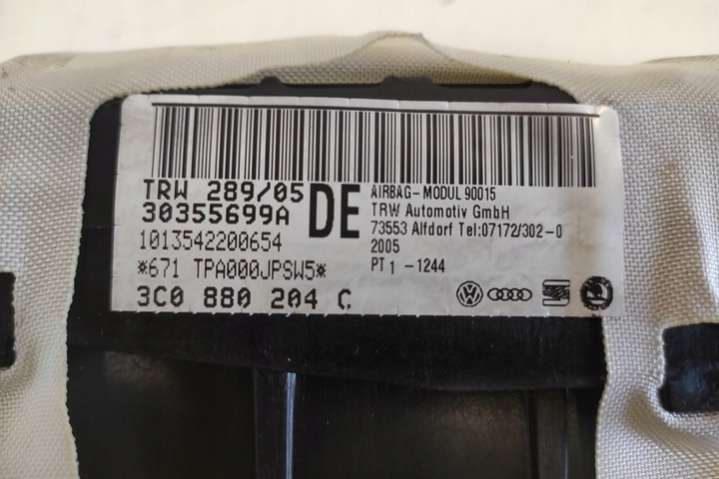 TRW 289/05
30355699A
1013542200654
*671 TPA000JPSW5*
3C0 880 204 C
DE
AIRBAG-MODUL 90015
TRW Automotiv GmbH
73553 Alfdorf Tel:07172/302-0
2005
PT1 -1244